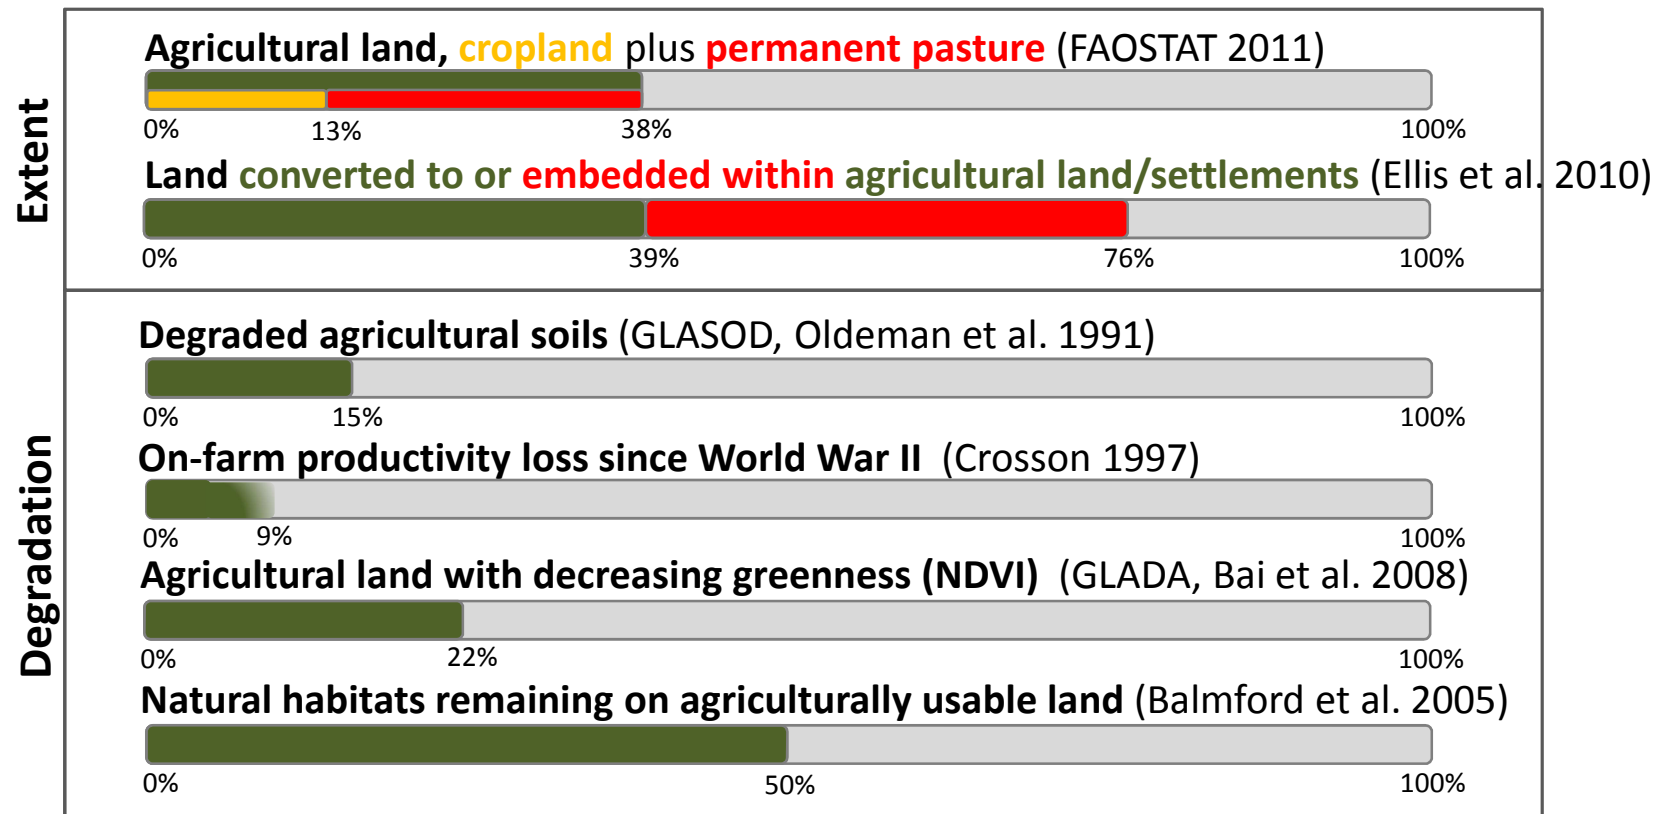 Extent
Agricultural land, cropland plus permanent pasture (FAOSTAT 2011)
0% 13% 38% 100%
Land converted to or embedded within agricultural land/settlements (Ellis et al. 2010)
0% 39% 76% 100%
Degradation
Degraded agricultural soils (GLASOD, Oldeman et al. 1991)
0% 15% 100%
On-farm productivity loss since World War II (Crosson 1997)
0% 9% 100%
Agricultural land with decreasing greenness (NDVI) (GLADA, Bai et al. 2008)
0% 22% 100%
Natural habitats remaining on agriculturally usable land (Balmford et al. 2005)
0% 50% 100%